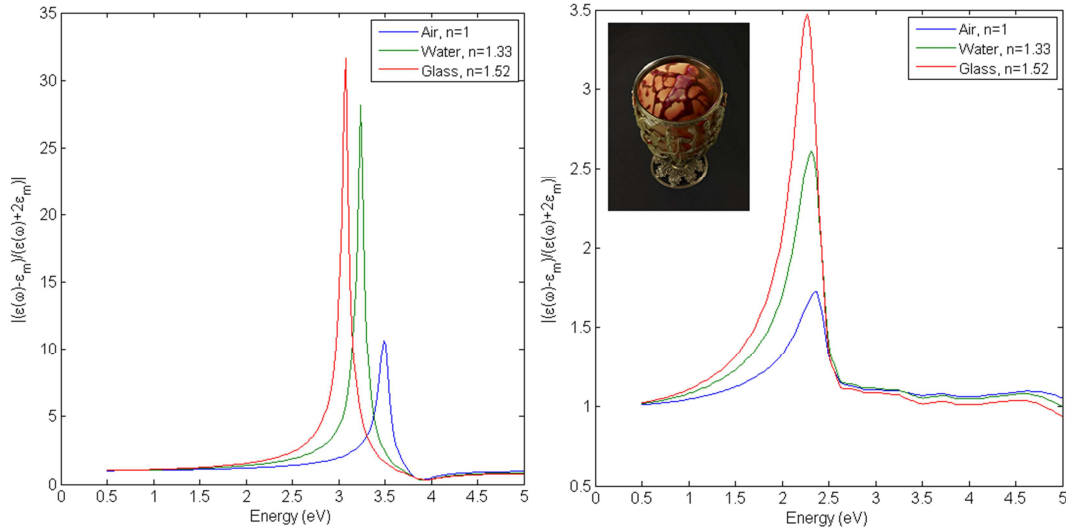 Air, n=1
Water, n=1.33
Glass, n=1.52
|(ε(ω)-ε_m)/(ε(ω)+2ε_m)|
35
30
25
20
15
10
5
0
0 0.5 1 1.5 2 2.5 3 3.5 4 4.5 5
Energy (eV)
Air, n=1
Water, n=1.33
Glass, n=1.52
|(ε(ω)-ε_m)/(ε(ω)+2ε_m)|
3.5
3
2.5
2
1.5
1
0.5
0 0.5 1 1.5 2 2.5 3 3.5 4 4.5 5
Energy (eV)